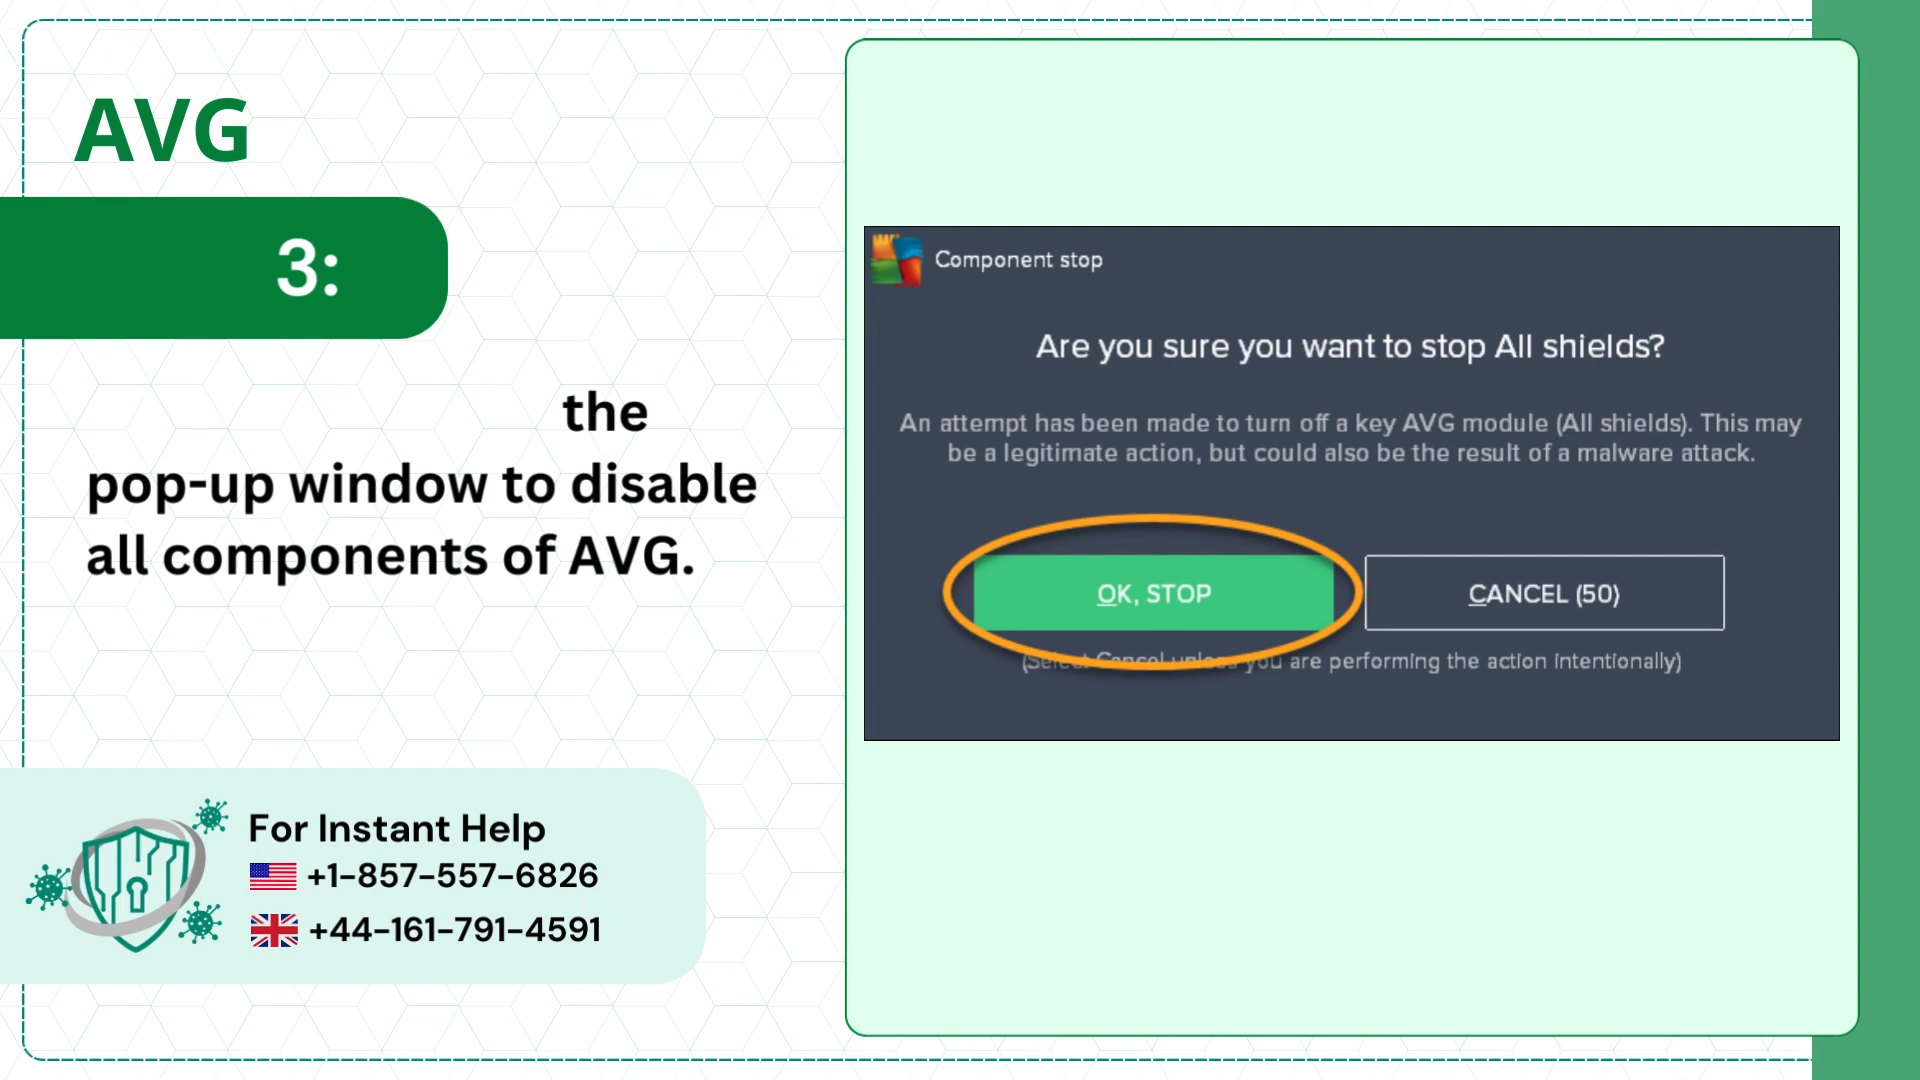 AVG
3:
the
pop-up window to disable
all components of AVG.
For Instant Help
+1-857-557-6826
+44-161-791-4591
Component stop
Are you sure you want to stop All shields?
An attempt has been made to turn off a key AVG module (All shields). This may
be a legitimate action, but could also be the result of a malware attack.
OK, STOP
CANCEL (50)
(Select Cancel unless you are performing the action intentionally)